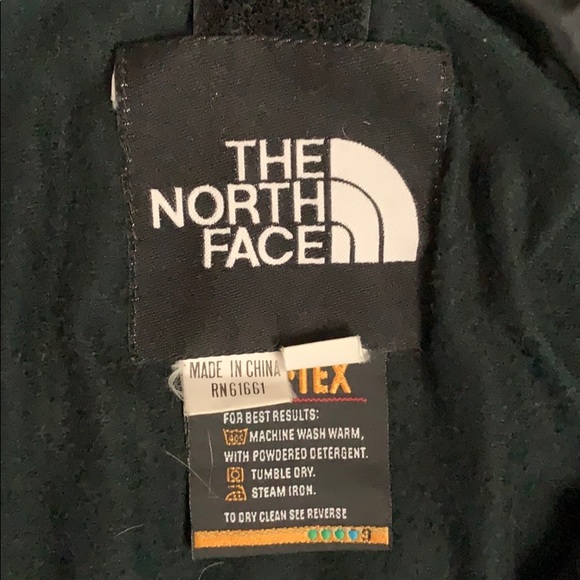 THE
NORTH
FACE
MADE IN CHINA
RN61661
TEX
FOR BEST RESULTS:
MACHINE WASH WARM,
WITH POWDERED DETERGENT.
TUMBLE DRY.
STEAM IRON.
TO DRY CLEAN SEE REVERSE